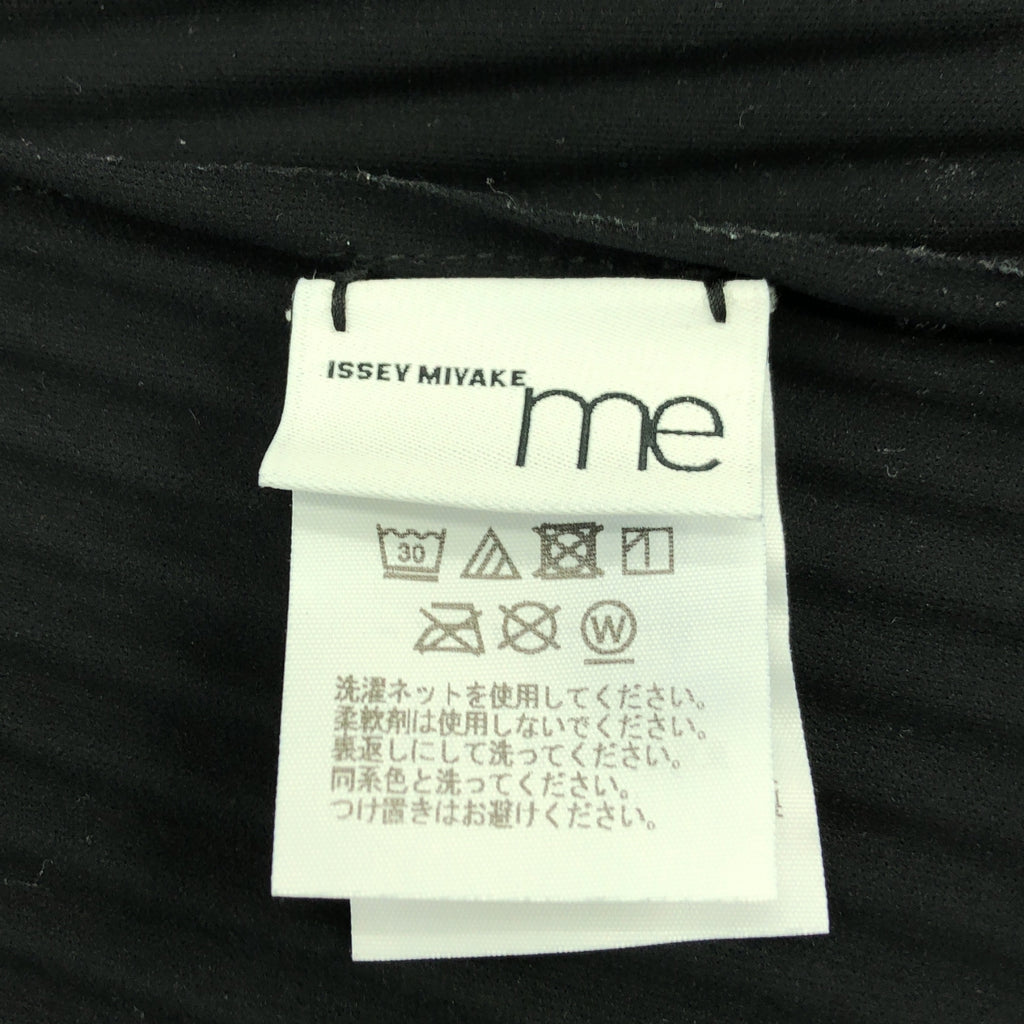 ISSEY MIYAKE
me
30
W
洗濯ネットを使用してください。
柔軟剤は使用しないでください。
裏返しにして洗ってください。
同系色と洗ってください。
つけ置きはお避けください。